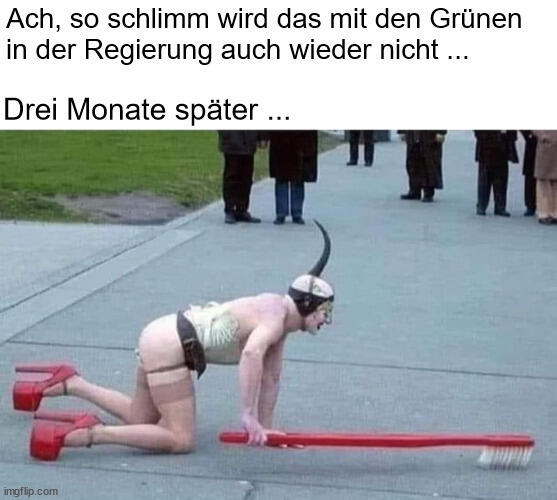 Ach, so schlimm wird das mit den Grünen
in der Regierung auch wieder nicht ...
Drei Monate später ...
imgflip.com